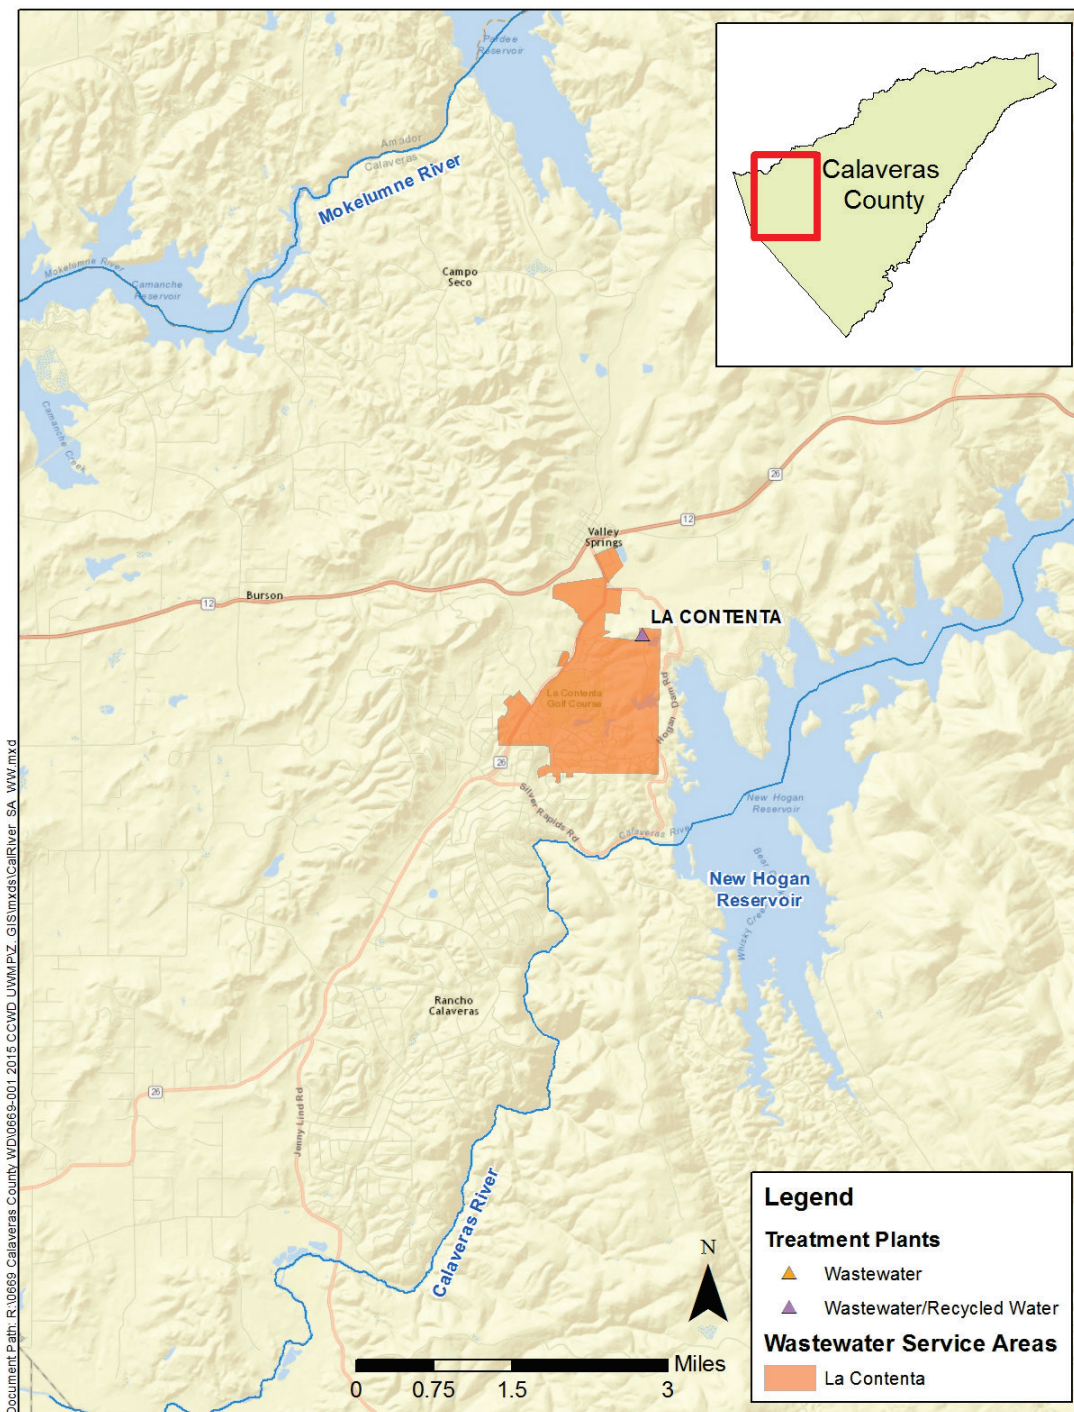 Pardee
Reservoir
Amador
Calaveras
Mokelumne River
Mokelumne River
Camanche
Reservoir
Campo
Seco
Camanche Creek
Calaveras
County
26
12
Valley
Springs
Burson
12
LA CONTENTA
La Contenta
Golf Course
Hogan Dam Rd
26
Silver Rapids Rd
Calaveras River
New Hogan
Reservoir
New Hogan
Reservoir
Whisky Creek
Rancho
Calaveras
26
Jenny Lind Rd
Calaveras River
N
Miles
0 0.75 1.5 3
Legend
Treatment Plants
Wastewater
Wastewater/Recycled Water
Wastewater Service Areas
La Contenta
Document Path: R:\0669 Calaveras County WD\0669-001 2015 CCWD UWMP\Z. GIS\mxds\CalRiver_SA_WW.mxd